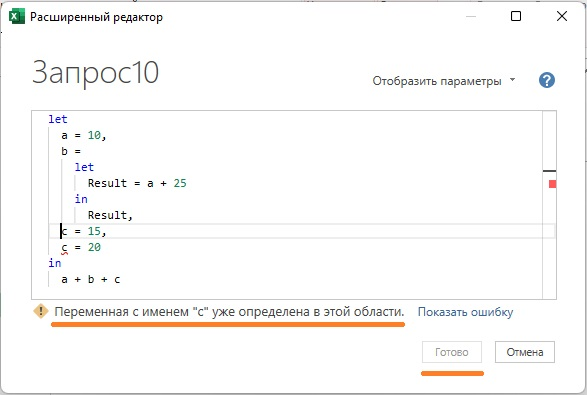 Расширенный редактор
Запрос10
Отобразить параметры
?
let
a = 10,
b =
let
Result = a + 25
in
Result,
c = 15,
c = 20
in
a + b + c
Переменная с именем "c" уже определена в этой области. Показать ошибку
Готово Отмена